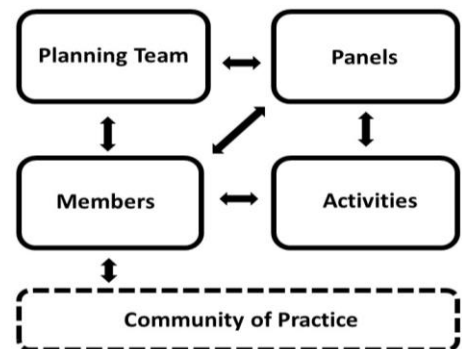 Planning Team
Panels
Members
Activities
Community of Practice